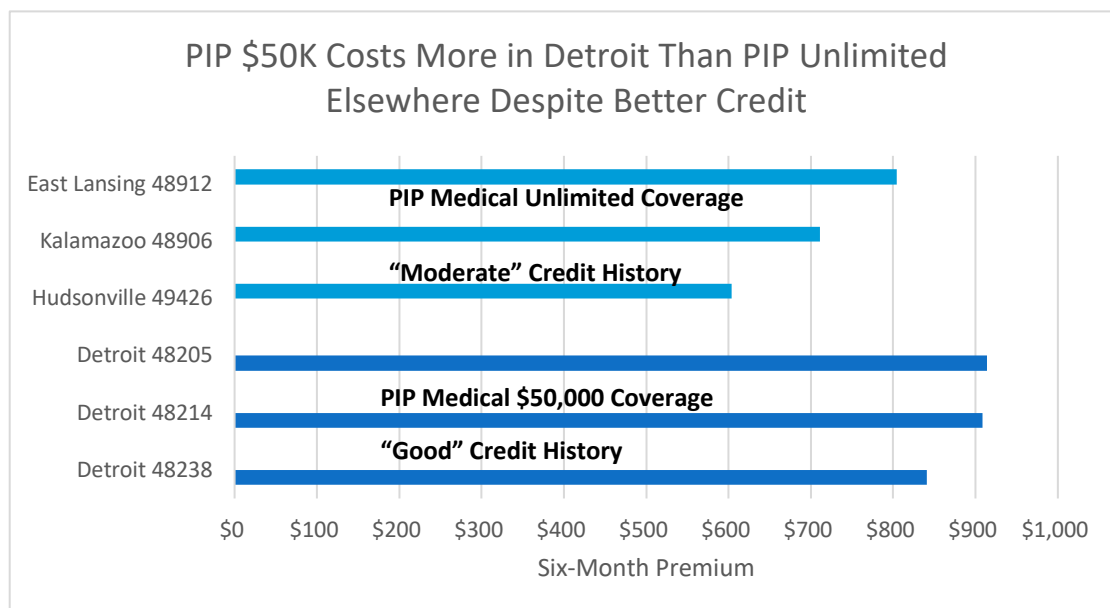 PIP $50K Costs More in Detroit Than PIP Unlimited
Elsewhere Despite Better Credit
East Lansing 48912
PIP Medical Unlimited Coverage
Kalamazoo 48906
“Moderate” Credit History
Hudsonville 49426
Detroit 48205
PIP Medical $50,000 Coverage
Detroit 48214
“Good” Credit History
Detroit 48238
$0 $100 $200 $300 $400 $500 $600 $700 $800 $900 $1,000
Six-Month Premium